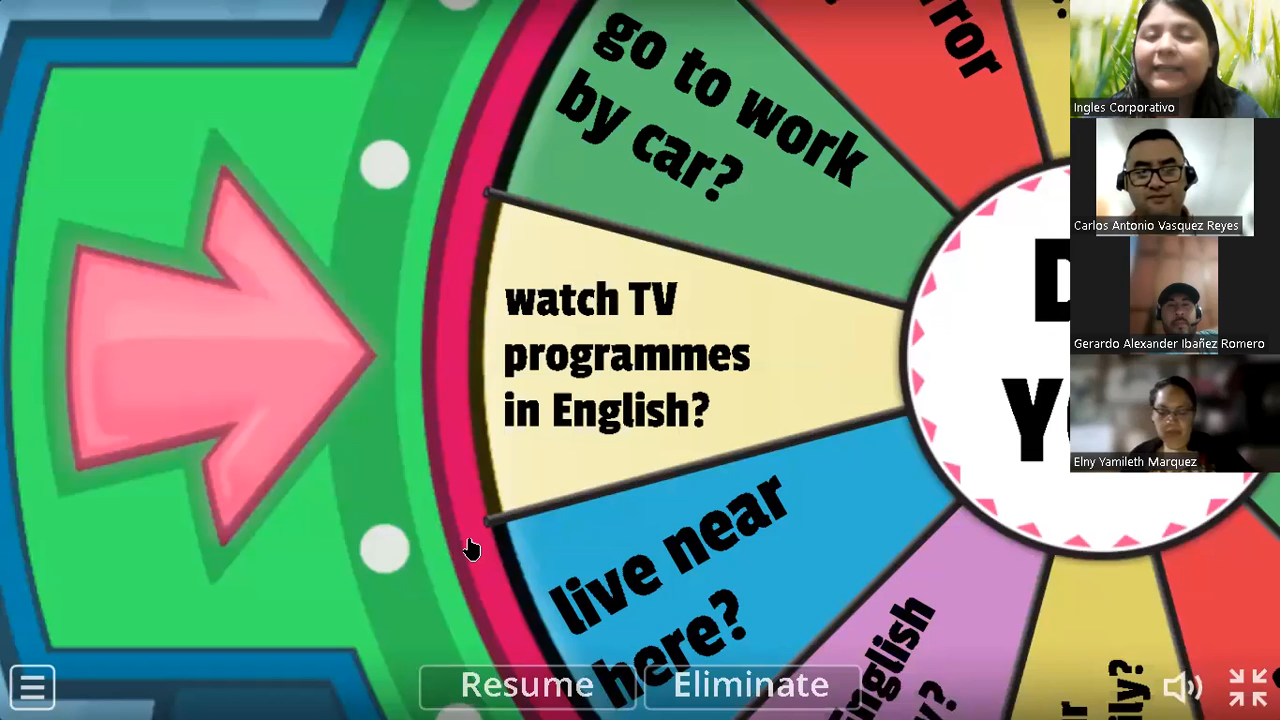 go to work
by car?
watch TV
programmes
in English?
live near
here?
English
Resume
Eliminate
Ingles Corporativo
Carlos Antonio Vasquez Reyes
Gerardo Alexander Ibañez Romero
Elny Yamileth Marquez